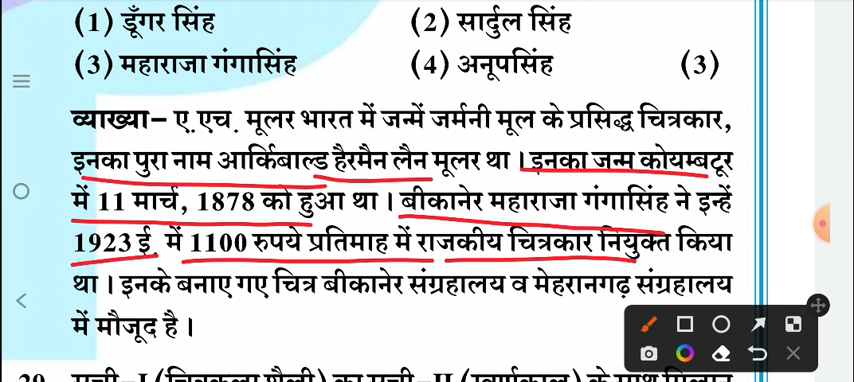 (1) डूँगर सिंह (2) सार्दुल सिंह
(3) महाराजा गंगासिंह (4) अनूपसिंह (3)
व्याख्या– ए.एच. मूलर भारत में जन्में जर्मनी मूल के प्रसिद्ध चित्रकार,
इनका पुरा नाम आर्किबाल्ड हैरमैन लैन मूलर था। इनका जन्म कोयम्बटूर
में 11 मार्च, 1878 को हुआ था। बीकानेर महाराजा गंगासिंह ने इन्हें
1923 ई. में 1100 रुपये प्रतिमाह में राजकीय चित्रकार नियुक्त किया
था। इनके बनाए गए चित्र बीकानेर संग्रहालय व मेहरानगढ़ संग्रहालय
में मौजूद है।